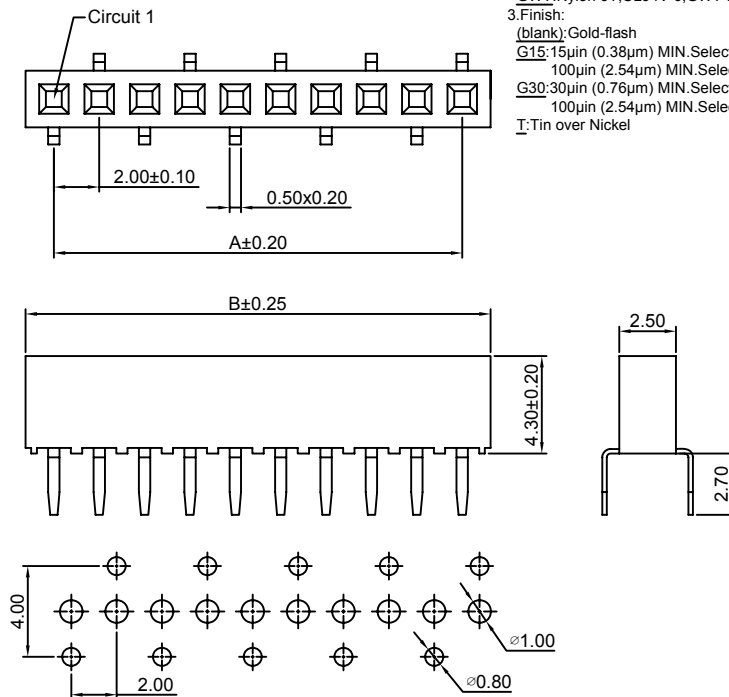 Circuit 1
3.Finish:
(blank):Gold-flash
G15:15μin (0.38μm) MIN.Selec
100μin (2.54μm) MIN.Sele
G30:30μin (0.76μm) MIN.Selec
100μin (2.54μm) MIN.Sele
T:Tin over Nickel
2.00±0.10
0.50x0.20
A±0.20
B±0.25
2.50
4.30±0.20
2.70
4.00
2.00
⌀1.00
⌀0.80